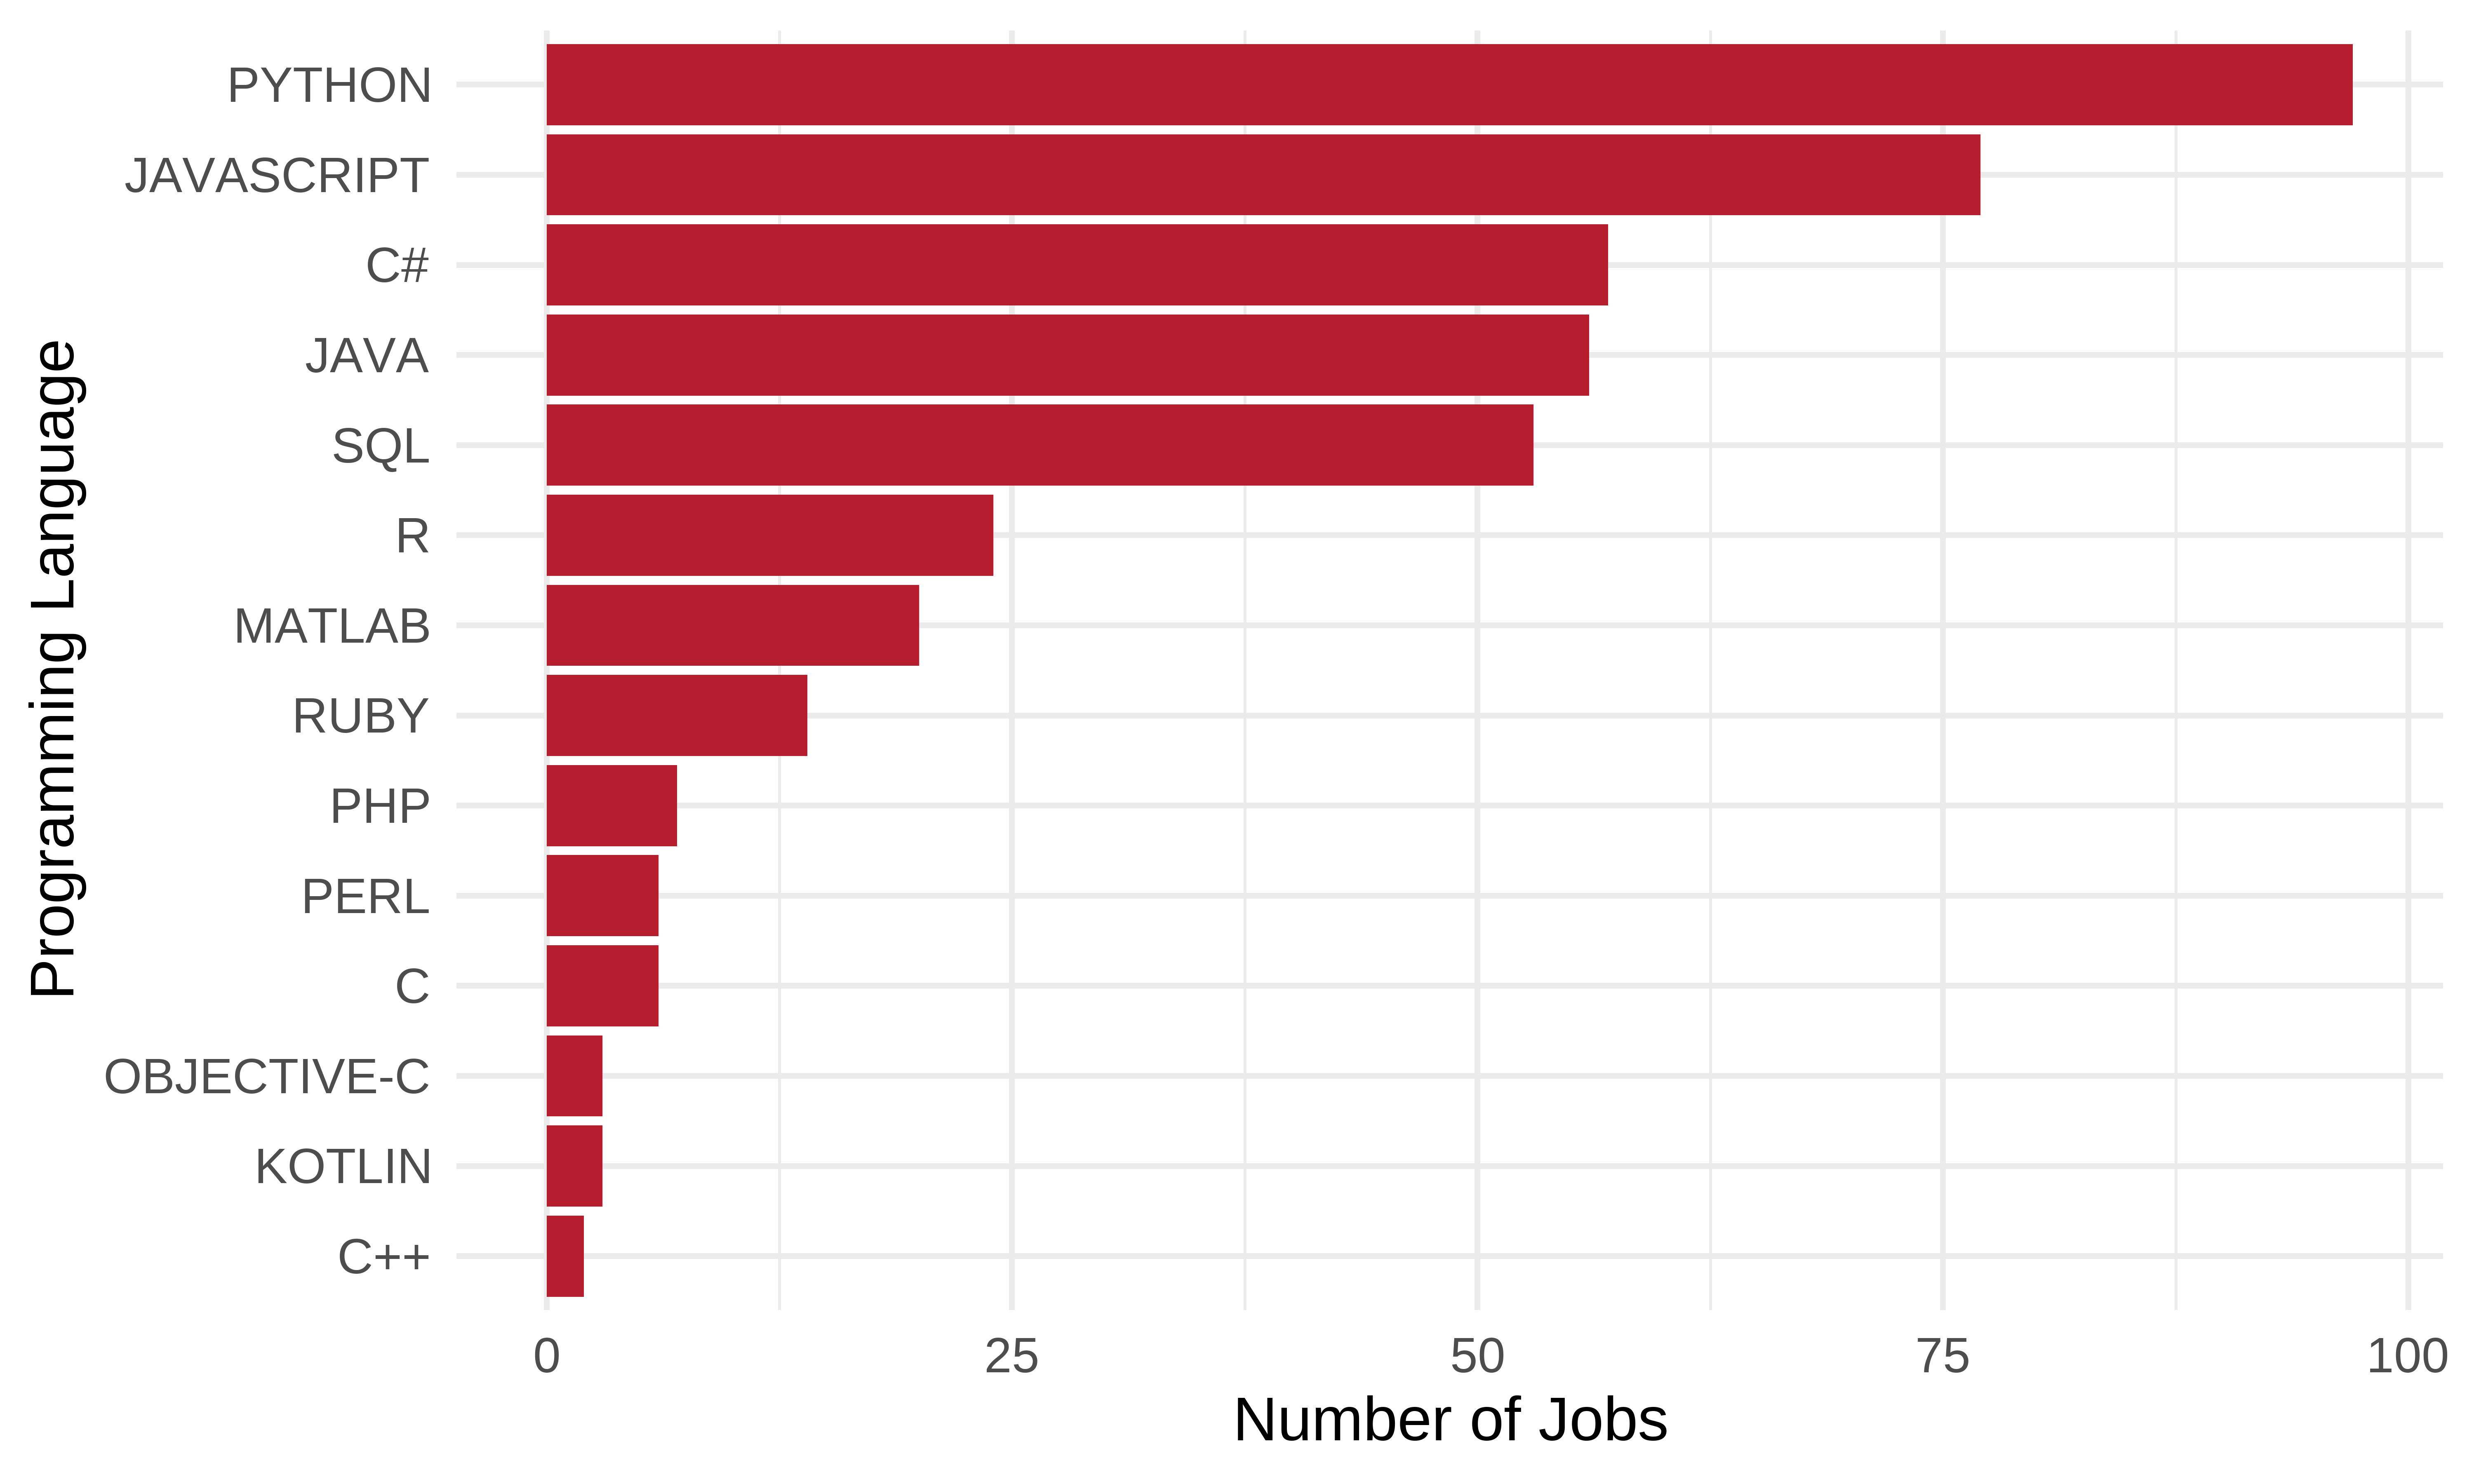 Programming Language
PYTHON
JAVASCRIPT
C#
JAVA
SQL
R
MATLAB
RUBY
PHP
PERL
C
OBJECTIVE-C
KOTLIN
C++
0 25 50 75 100
Number of Jobs